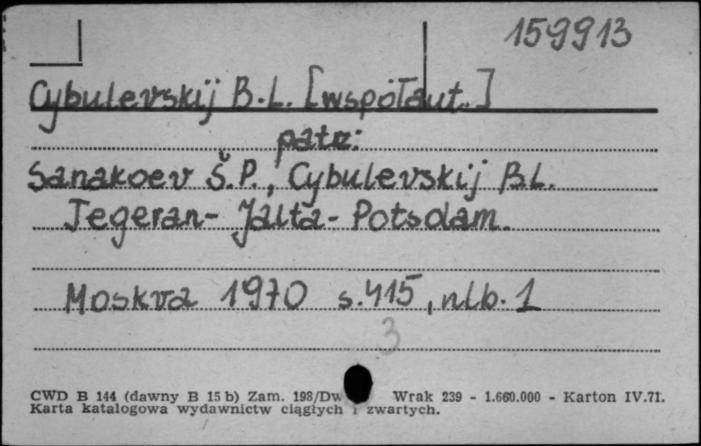 159913
Cybulevskij B.L. [współaut.]
patrz:
Sanakoev Š.P., Cybulevskij B.L.
Tegeran- Jalta- Potsdam.
Moskva 1970 s.415, nlb. 1
3
CWD B 144 (dawny B 15 b) Zam. 198/Dw Wrak 239 - 1.660.000 - Karton IV.71.
Karta katalogowa wydawnictw ciągłych i zwartych.